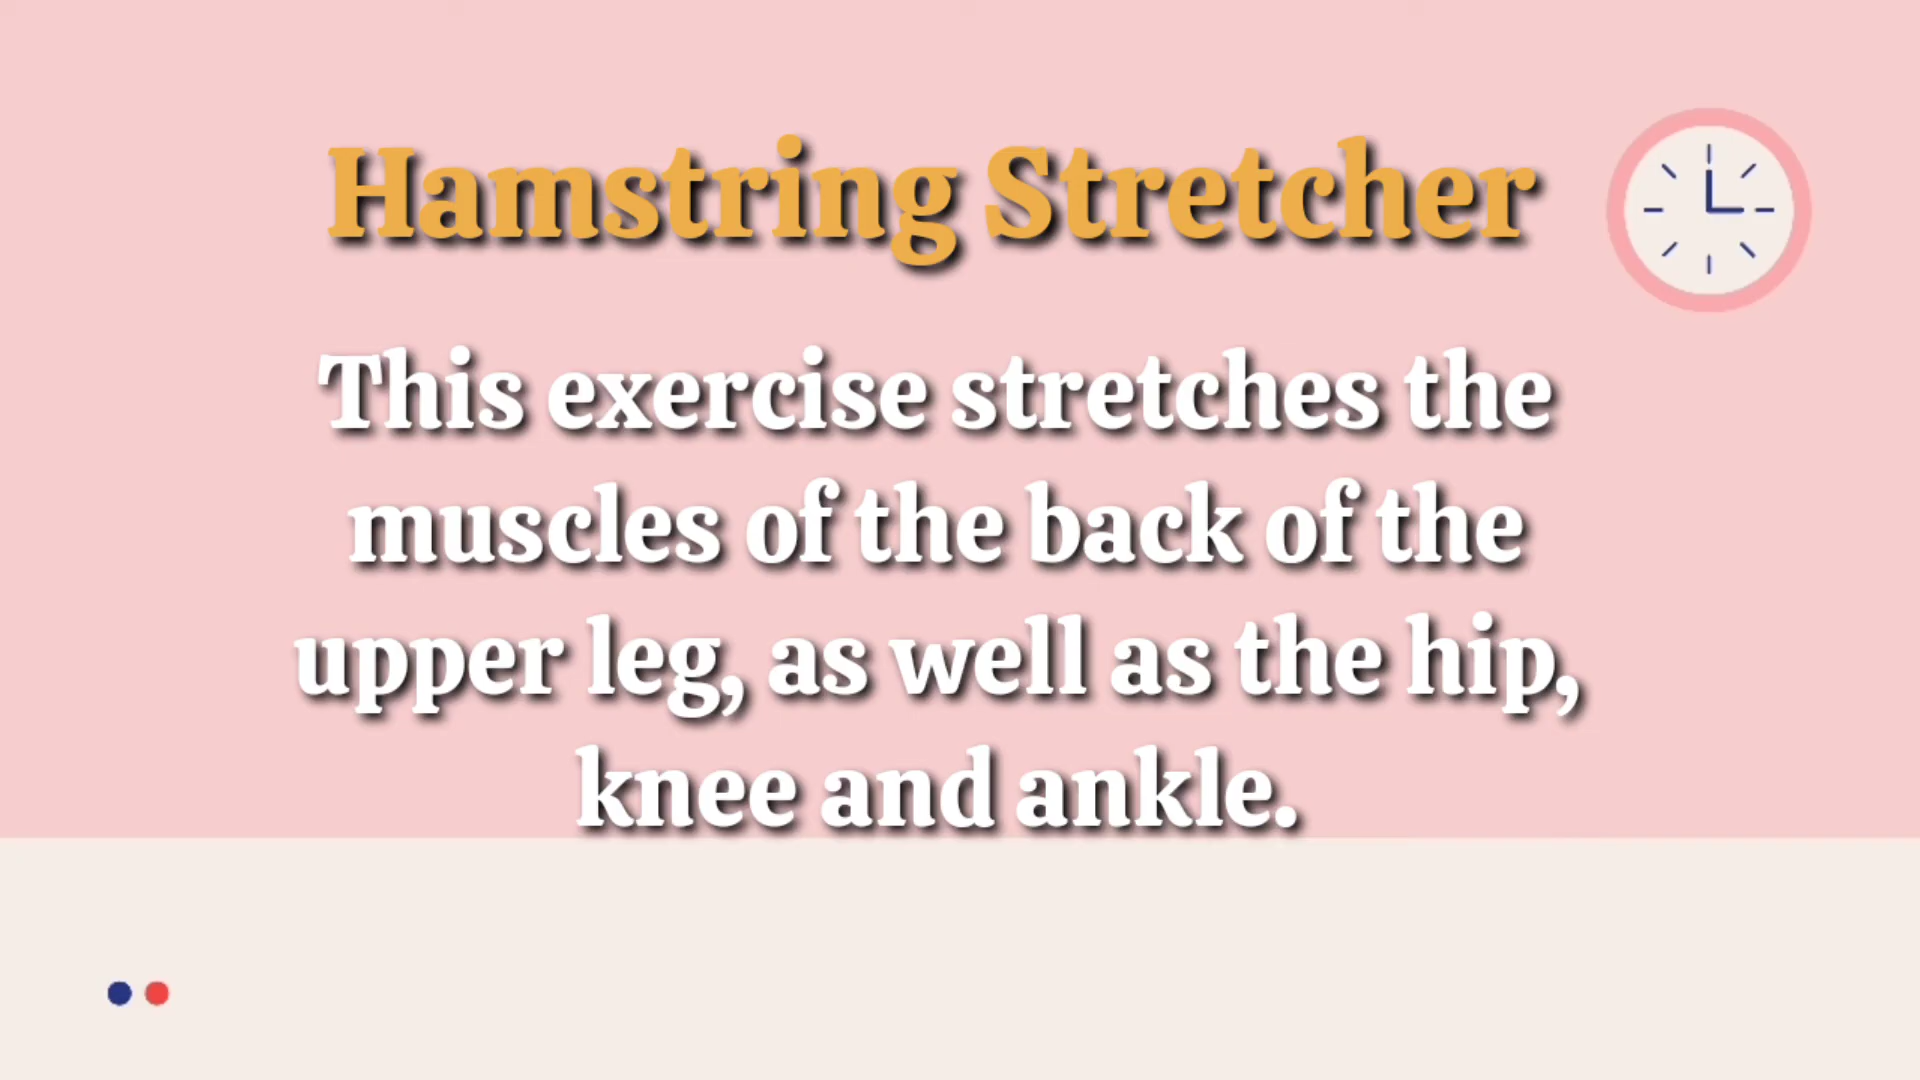 Hamstring Stretcher
This exercise stretches the
muscles of the back of the
upper leg, as well as the hip,
knee and ankle.